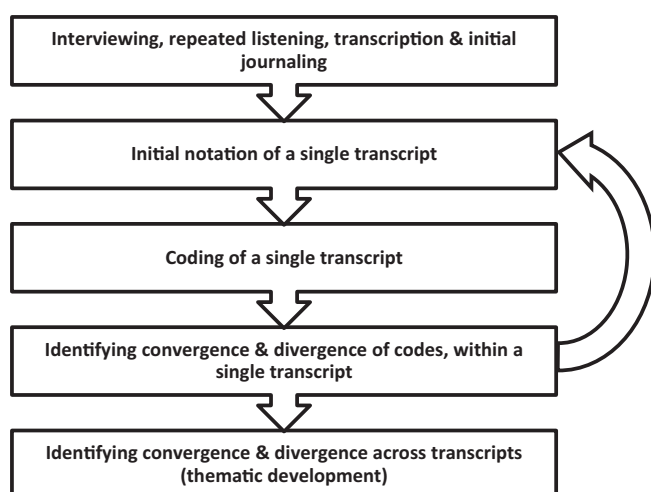 Interviewing, repeated listening, transcription & initial
journaling
Initial notation of a single transcript
Coding of a single transcript
Identifying convergence & divergence of codes, within a
single transcript
Identifying convergence & divergence across transcripts
(thematic development)